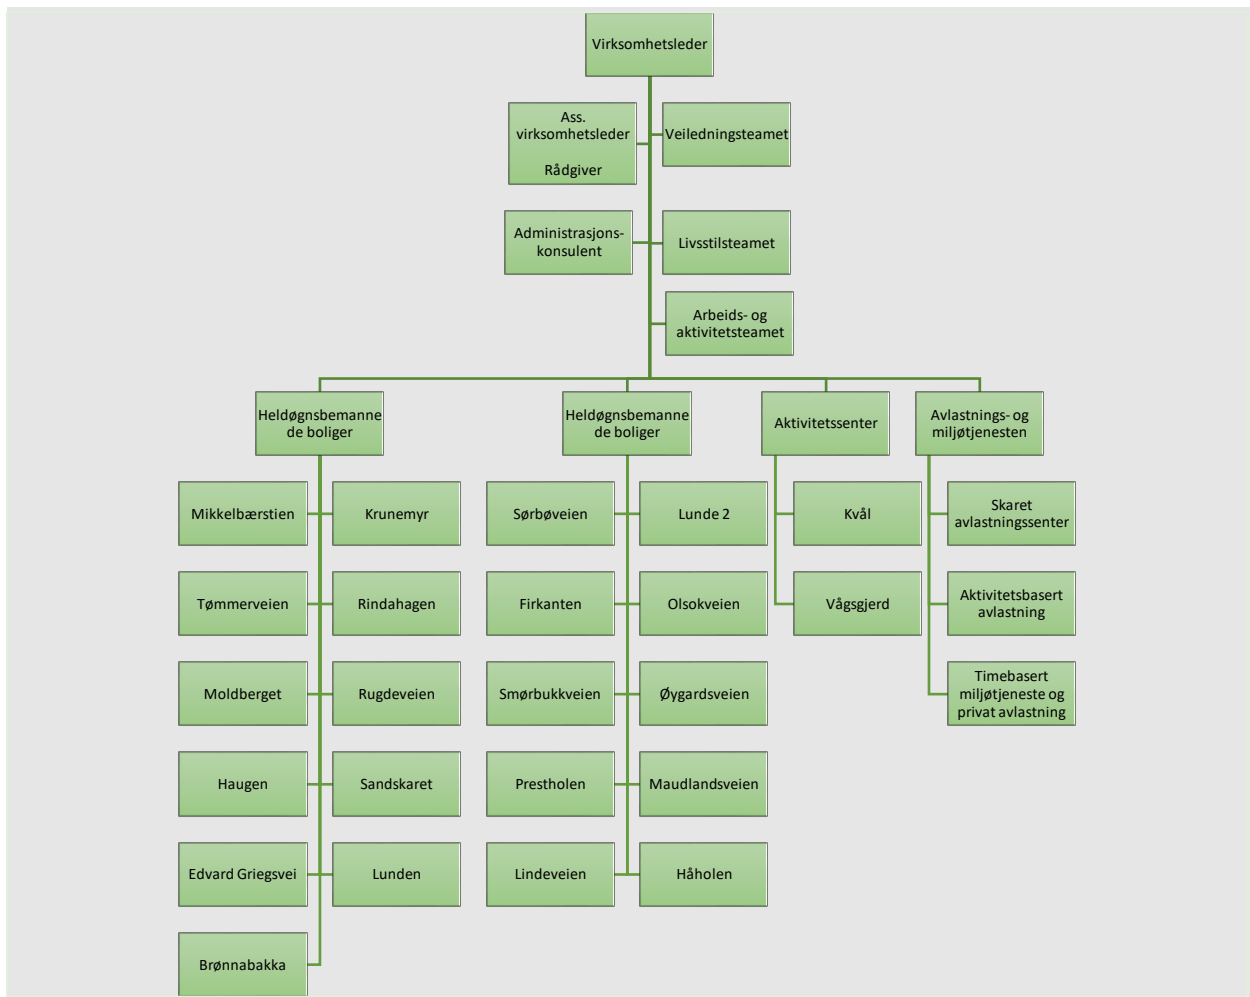 Virksomhetsleder
Ass.
virksomhetsleder
Rådgiver
Veiledningsteamet
Administrasjons-
konsulent
Livsstilsteamet
Arbeids- og
aktivitetsteamet
Heldøgnsbemanne
de boliger
Heldøgnsbemanne
de boliger
Aktivitetssenter
Avlastnings- og
miljøtjenesten
Mikkelbærstien
Krunemyr
Tømmerveien
Rindahagen
Moldberget
Rugdeveien
Haugen
Sandskaret
Edvard Griegsvei
Lunden
Brønnabakka
Sørbøveien
Lunde 2
Firkanten
Olsokveien
Smørbukkveien
Øygardsveien
Prestholen
Maudlandsveien
Lindeveien
Håholen
Kvål
Vågsgjerd
Skaret
avlastningssenter
Aktivitetsbasert
avlastning
Timebasert
miljøtjeneste og
privat avlastning